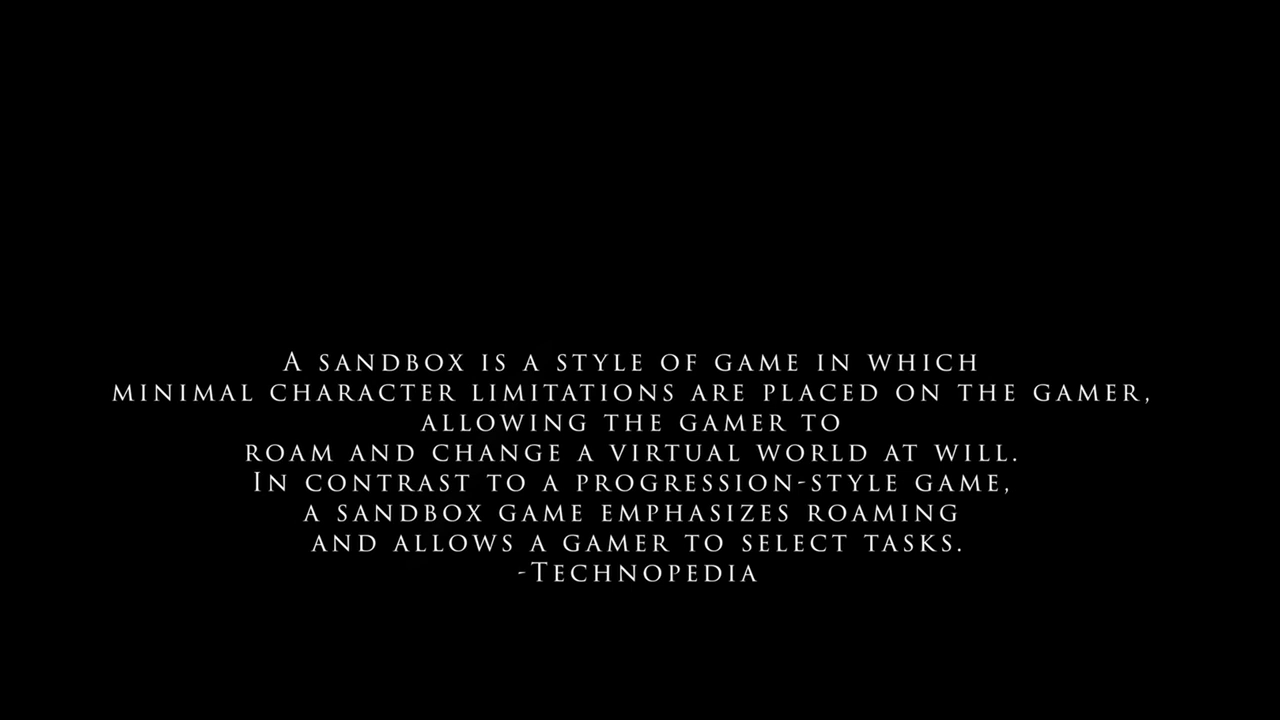 A sandbox is a style of game in which
minimal character limitations are placed on the gamer,
allowing the gamer to
roam and change a virtual world at will.
In contrast to a progression-style game,
a sandbox game emphasizes roaming
and allows a gamer to select tasks.
-Technopedia